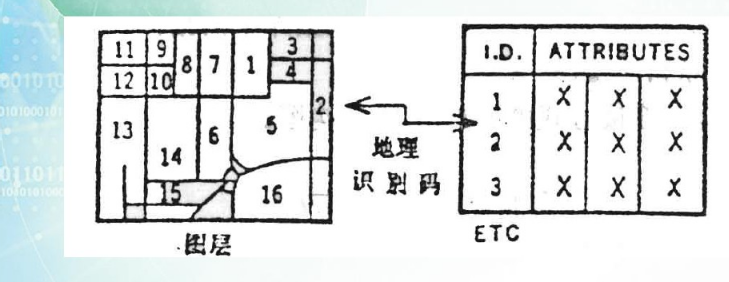 11 9 8 7 1 3
12 10 4
2
13 14 6 5
15 16
图层
地理
识别码
I.D. ATTRIBUTES
1 X X X
2 X X X
3 X X X
ETC